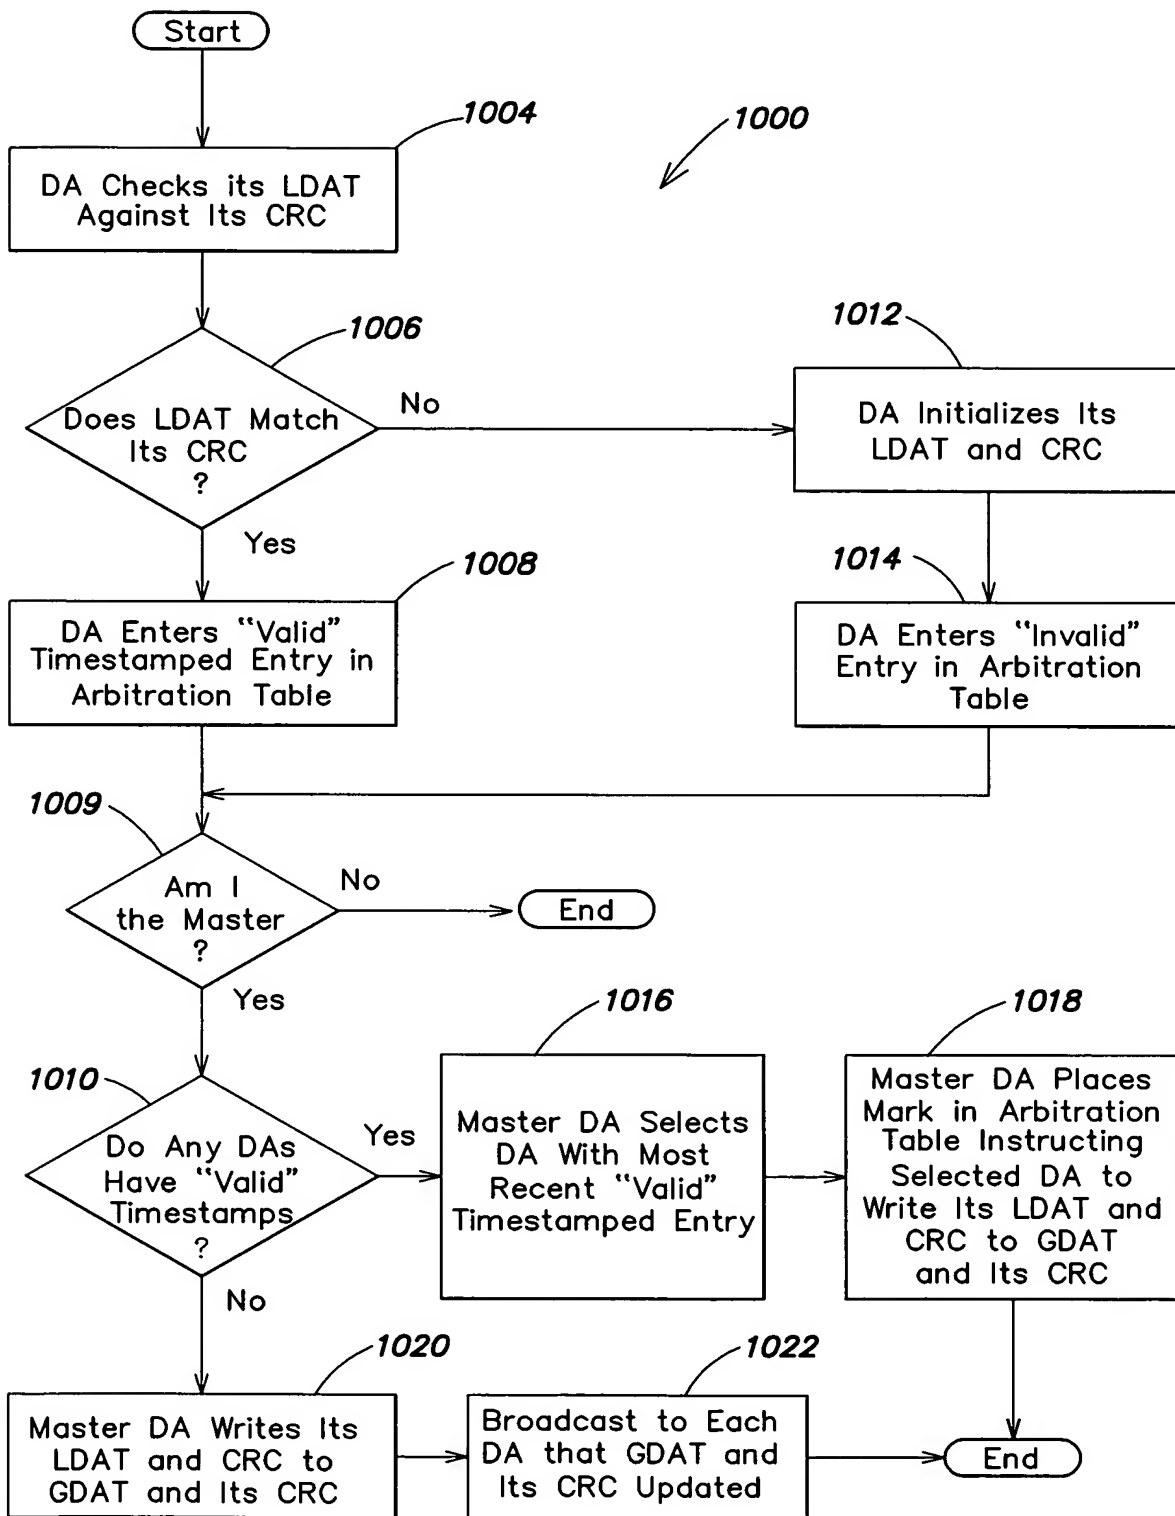 Start
1004
1000
DA Checks its LDAT
Against Its CRC
1006
1012
Does LDAT Match
Its CRC
?
No
DA Initializes Its
LDAT and CRC
Yes
1008
1014
DA Enters "Valid"
Timestamped Entry in
Arbitration Table
DA Enters "Invalid"
Entry in Arbitration
Table
1009
Am I
the Master
?
No
End
Yes
1016
1018
1010
Do Any DAs
Have "Valid"
Timestamps
?
Yes
Master DA Selects
DA With Most
Recent "Valid"
Timestamped Entry
Master DA Places
Mark in Arbitration
Table Instructing
Selected DA to
Write Its LDAT and
CRC to GDAT
and Its CRC
No
1020
1022
Master DA Writes Its
LDAT and CRC to
GDAT and Its CRC
Broadcast to Each
DA that GDAT and
Its CRC Updated
End